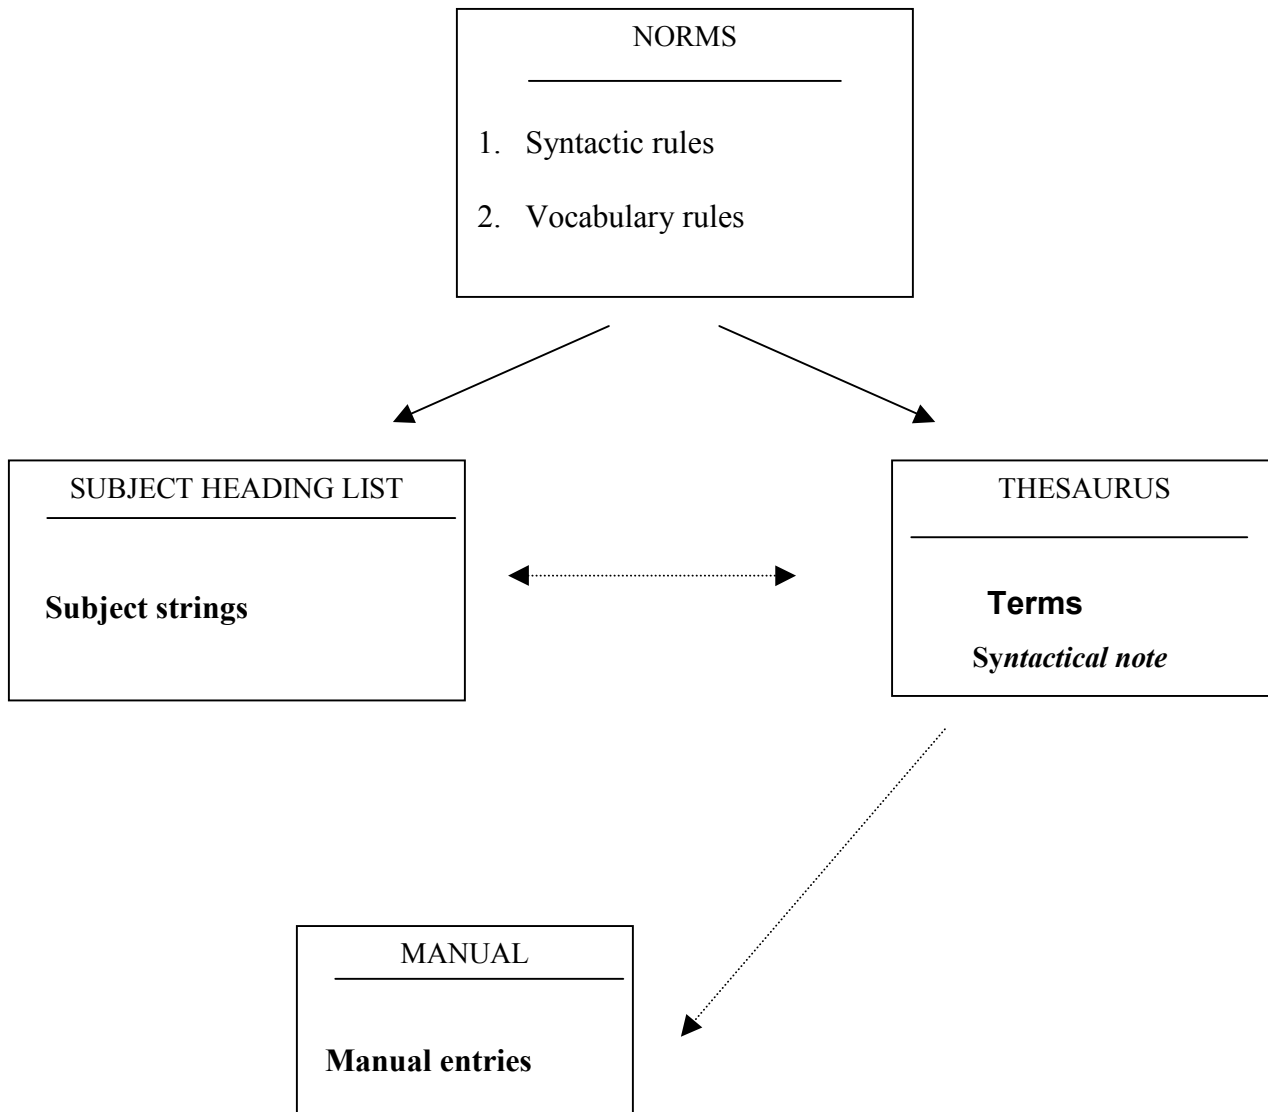 NORMS
1. Syntactic rules
2. Vocabulary rules
SUBJECT HEADING LIST
Subject strings
THESAURUS
Terms
Syntactical note
MANUAL
Manual entries